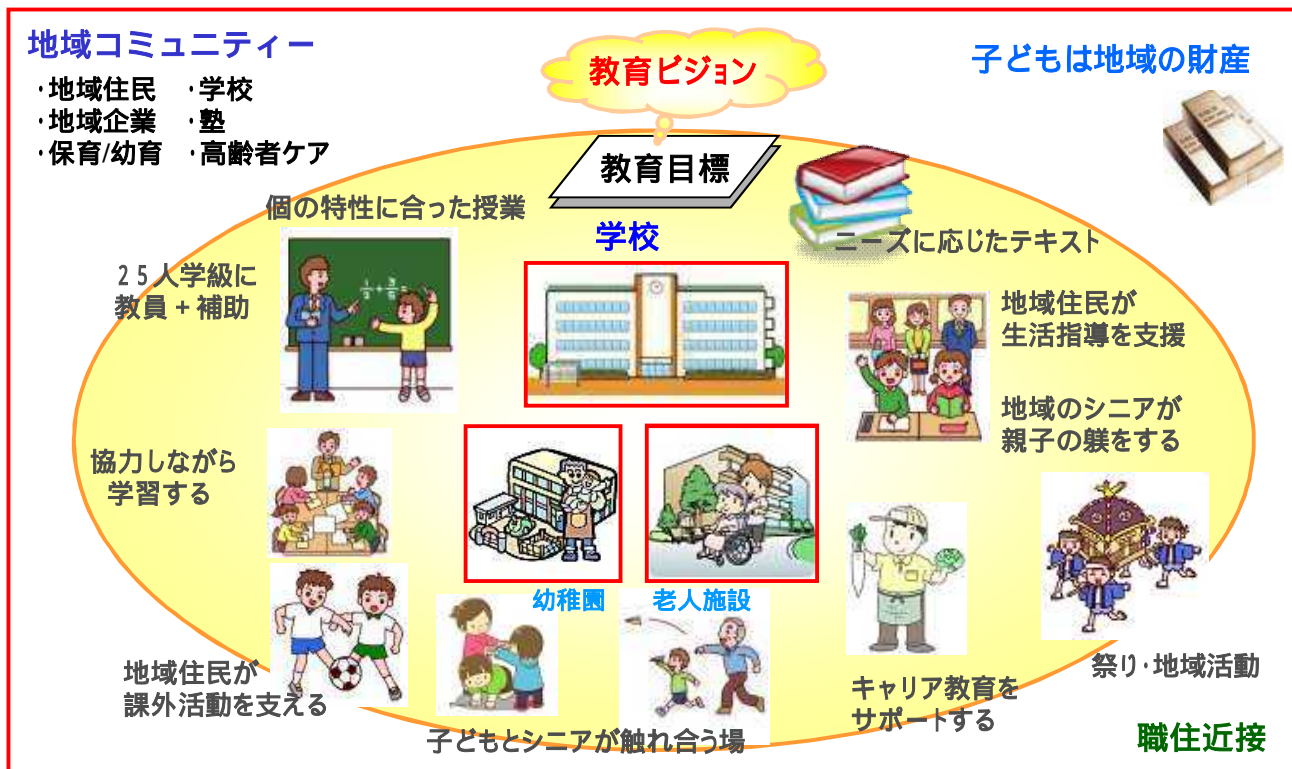 地域コミュニティー
・地域住民 ・学校
・地域企業 ・塾
・保育/幼育 ・高齢者ケア
教育ビジョン
子どもは地域の財産
教育目標
個の特性に合った授業
学校
ニーズに応じたテキスト
25人学級に
教員+補助
地域住民が
生活指導を支援
地域のシニアが
親子の躾をする
協力しながら
学習する
幼稚園
老人施設
地域住民が
課外活動を支える
子どもとシニアが触れ合う場
キャリア教育を
サポートする
祭り・地域活動
職住近接